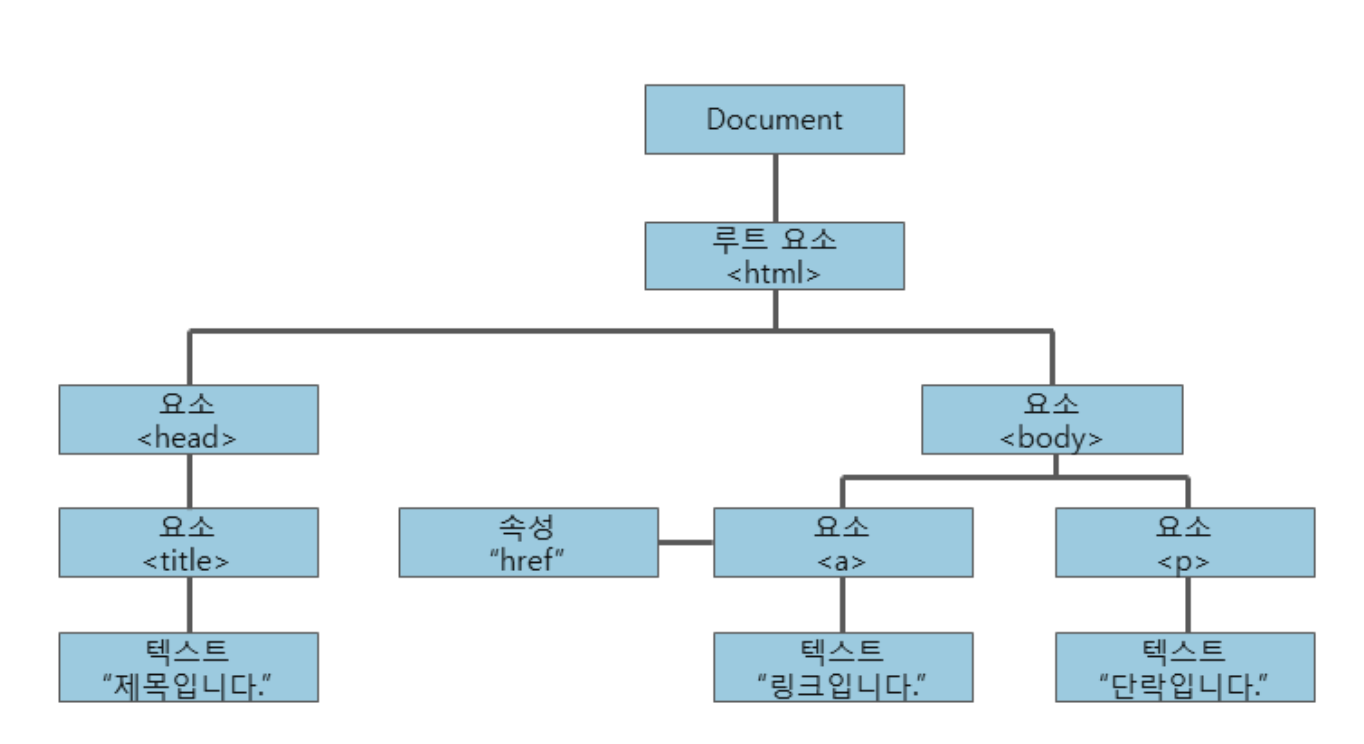 Document
루트 요소
<html>
요소
<head>
요소
<body>
요소
<title>
속성
“href”
요소
<a>
요소
<p>
텍스트
“제목입니다.”
텍스트
“링크입니다.”
텍스트
“단락입니다.”